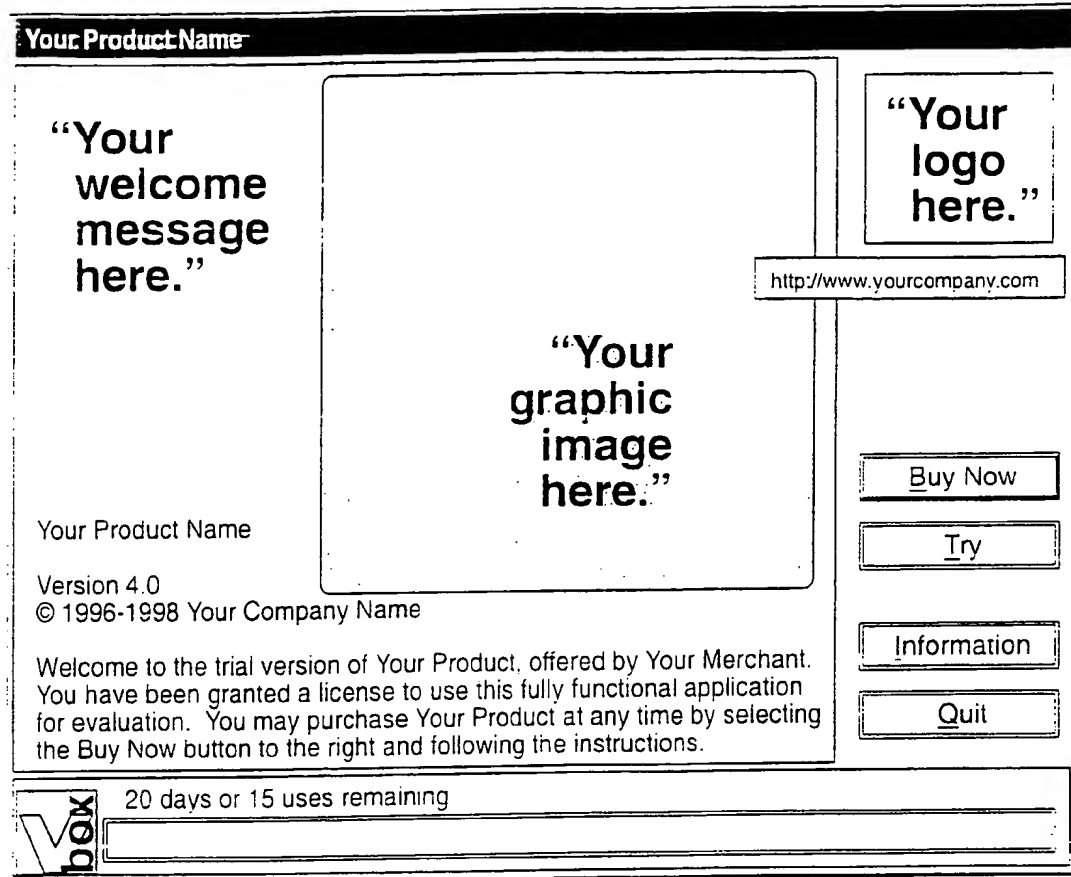 Your Product Name
“Your
welcome
message
here.”
“Your
graphic
image
here.”
“Your
logo
here.”
http://www.yourcompany.com
Buy Now
Try
Information
Quit
Your Product Name
Version 4.0
© 1996-1998 Your Company Name
Welcome to the trial version of Your Product, offered by Your Merchant.
You have been granted a license to use this fully functional application
for evaluation. You may purchase Your Product at any time by selecting
the Buy Now button to the right and following the instructions.
20 days or 15 uses remaining
Vbox